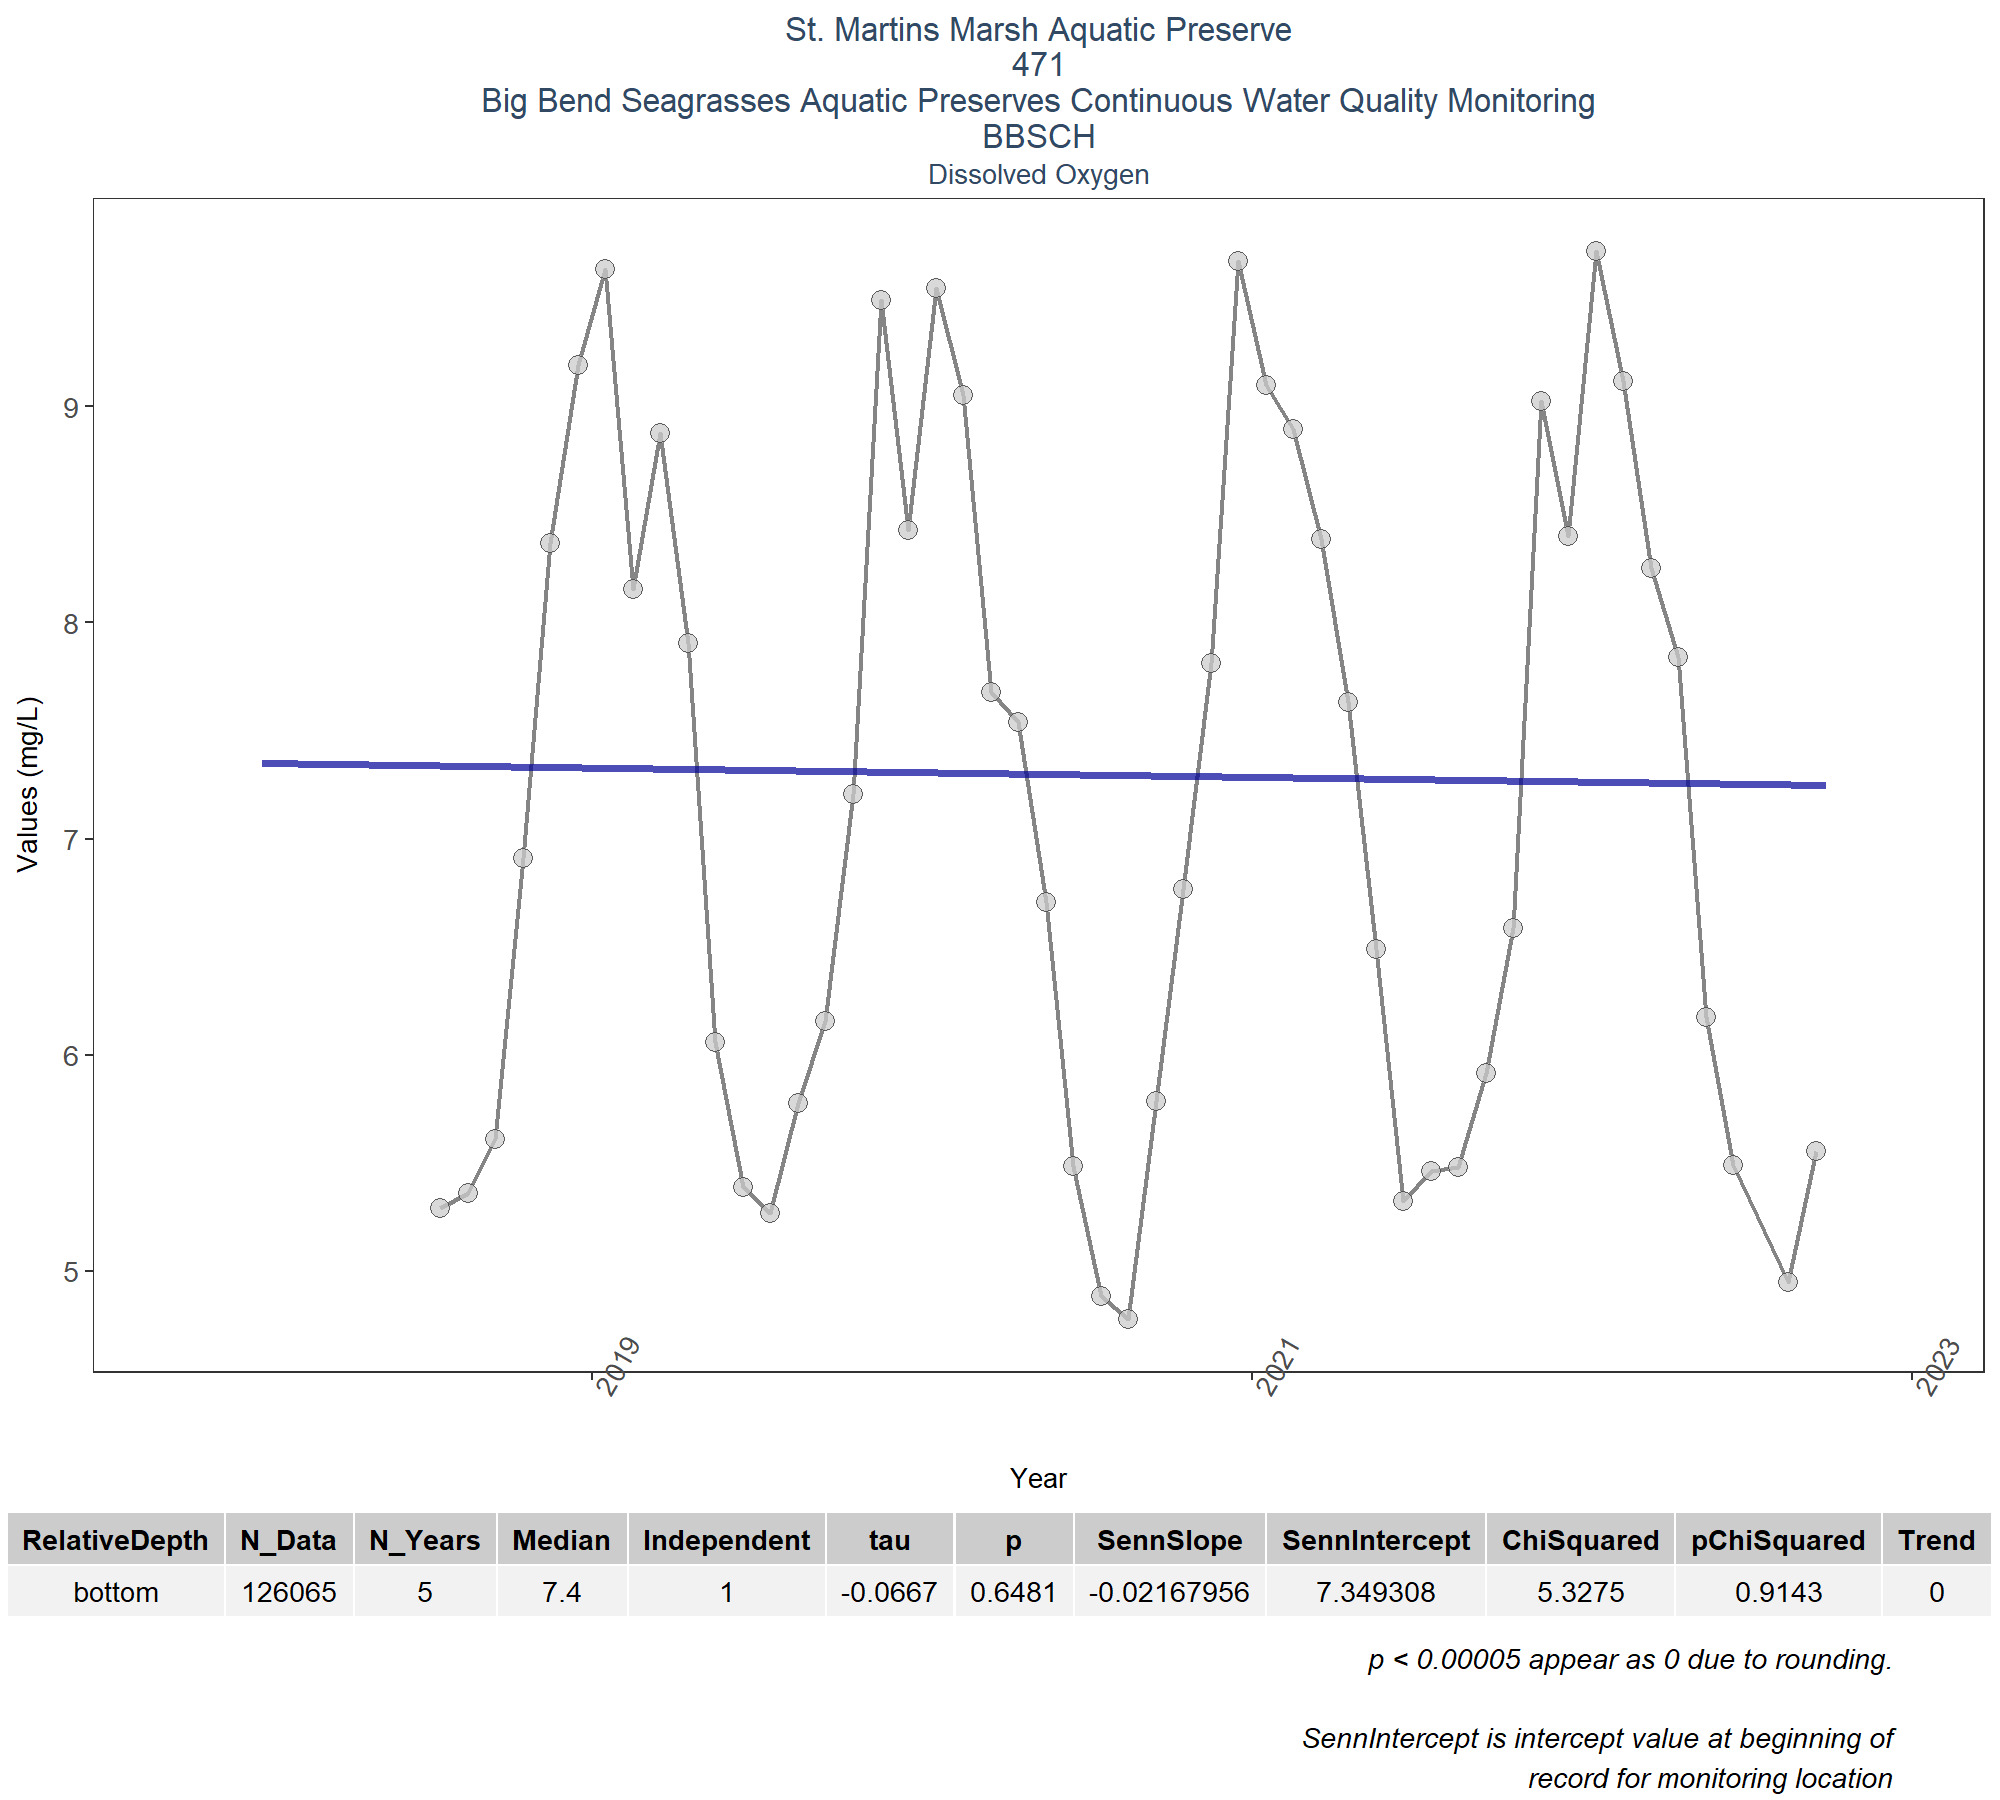 St. Martins Marsh Aquatic Preserve
471
Big Bend Seagrasses Aquatic Preserves Continuous Water Quality Monitoring
BBSCH
Dissolved Oxygen
Values (mg/L)
9
8
7
6
5
2019
2021
2023
Year
RelativeDepth N_Data N_Years Median Independent tau p SennSlope SennIntercept ChiSquared pChiSquared Trend
bottom 126065 5 7.4 1 -0.0667 0.6481 -0.02167956 7.349308 5.3275 0.9143 0
p < 0.00005 appear as 0 due to rounding.
SennIntercept is intercept value at beginning of
record for monitoring location